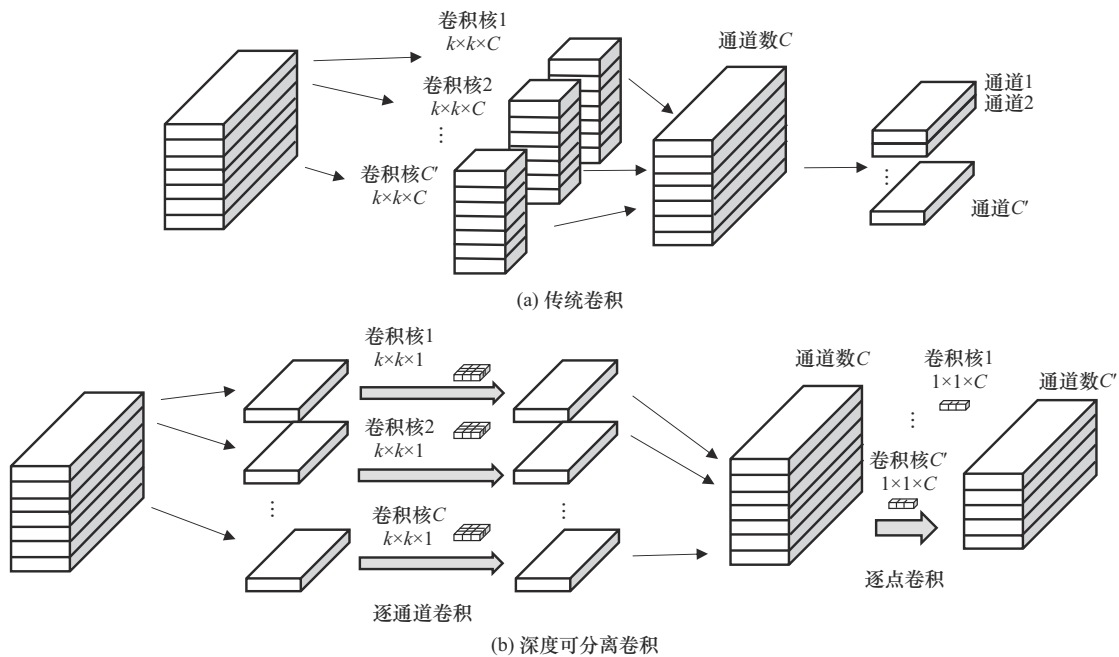 卷积核1
k×k×C
卷积核2
k×k×C
⋮
卷积核C′
k×k×C
通道数C
通道1
通道2
⋮
通道C′
(a) 传统卷积
卷积核1
k×k×1
卷积核2
k×k×1
⋮
⋮
卷积核C
k×k×1
逐通道卷积
通道数C
卷积核1
1×1×C
⋮
卷积核C′
1×1×C
逐点卷积
通道数C′
(b) 深度可分离卷积